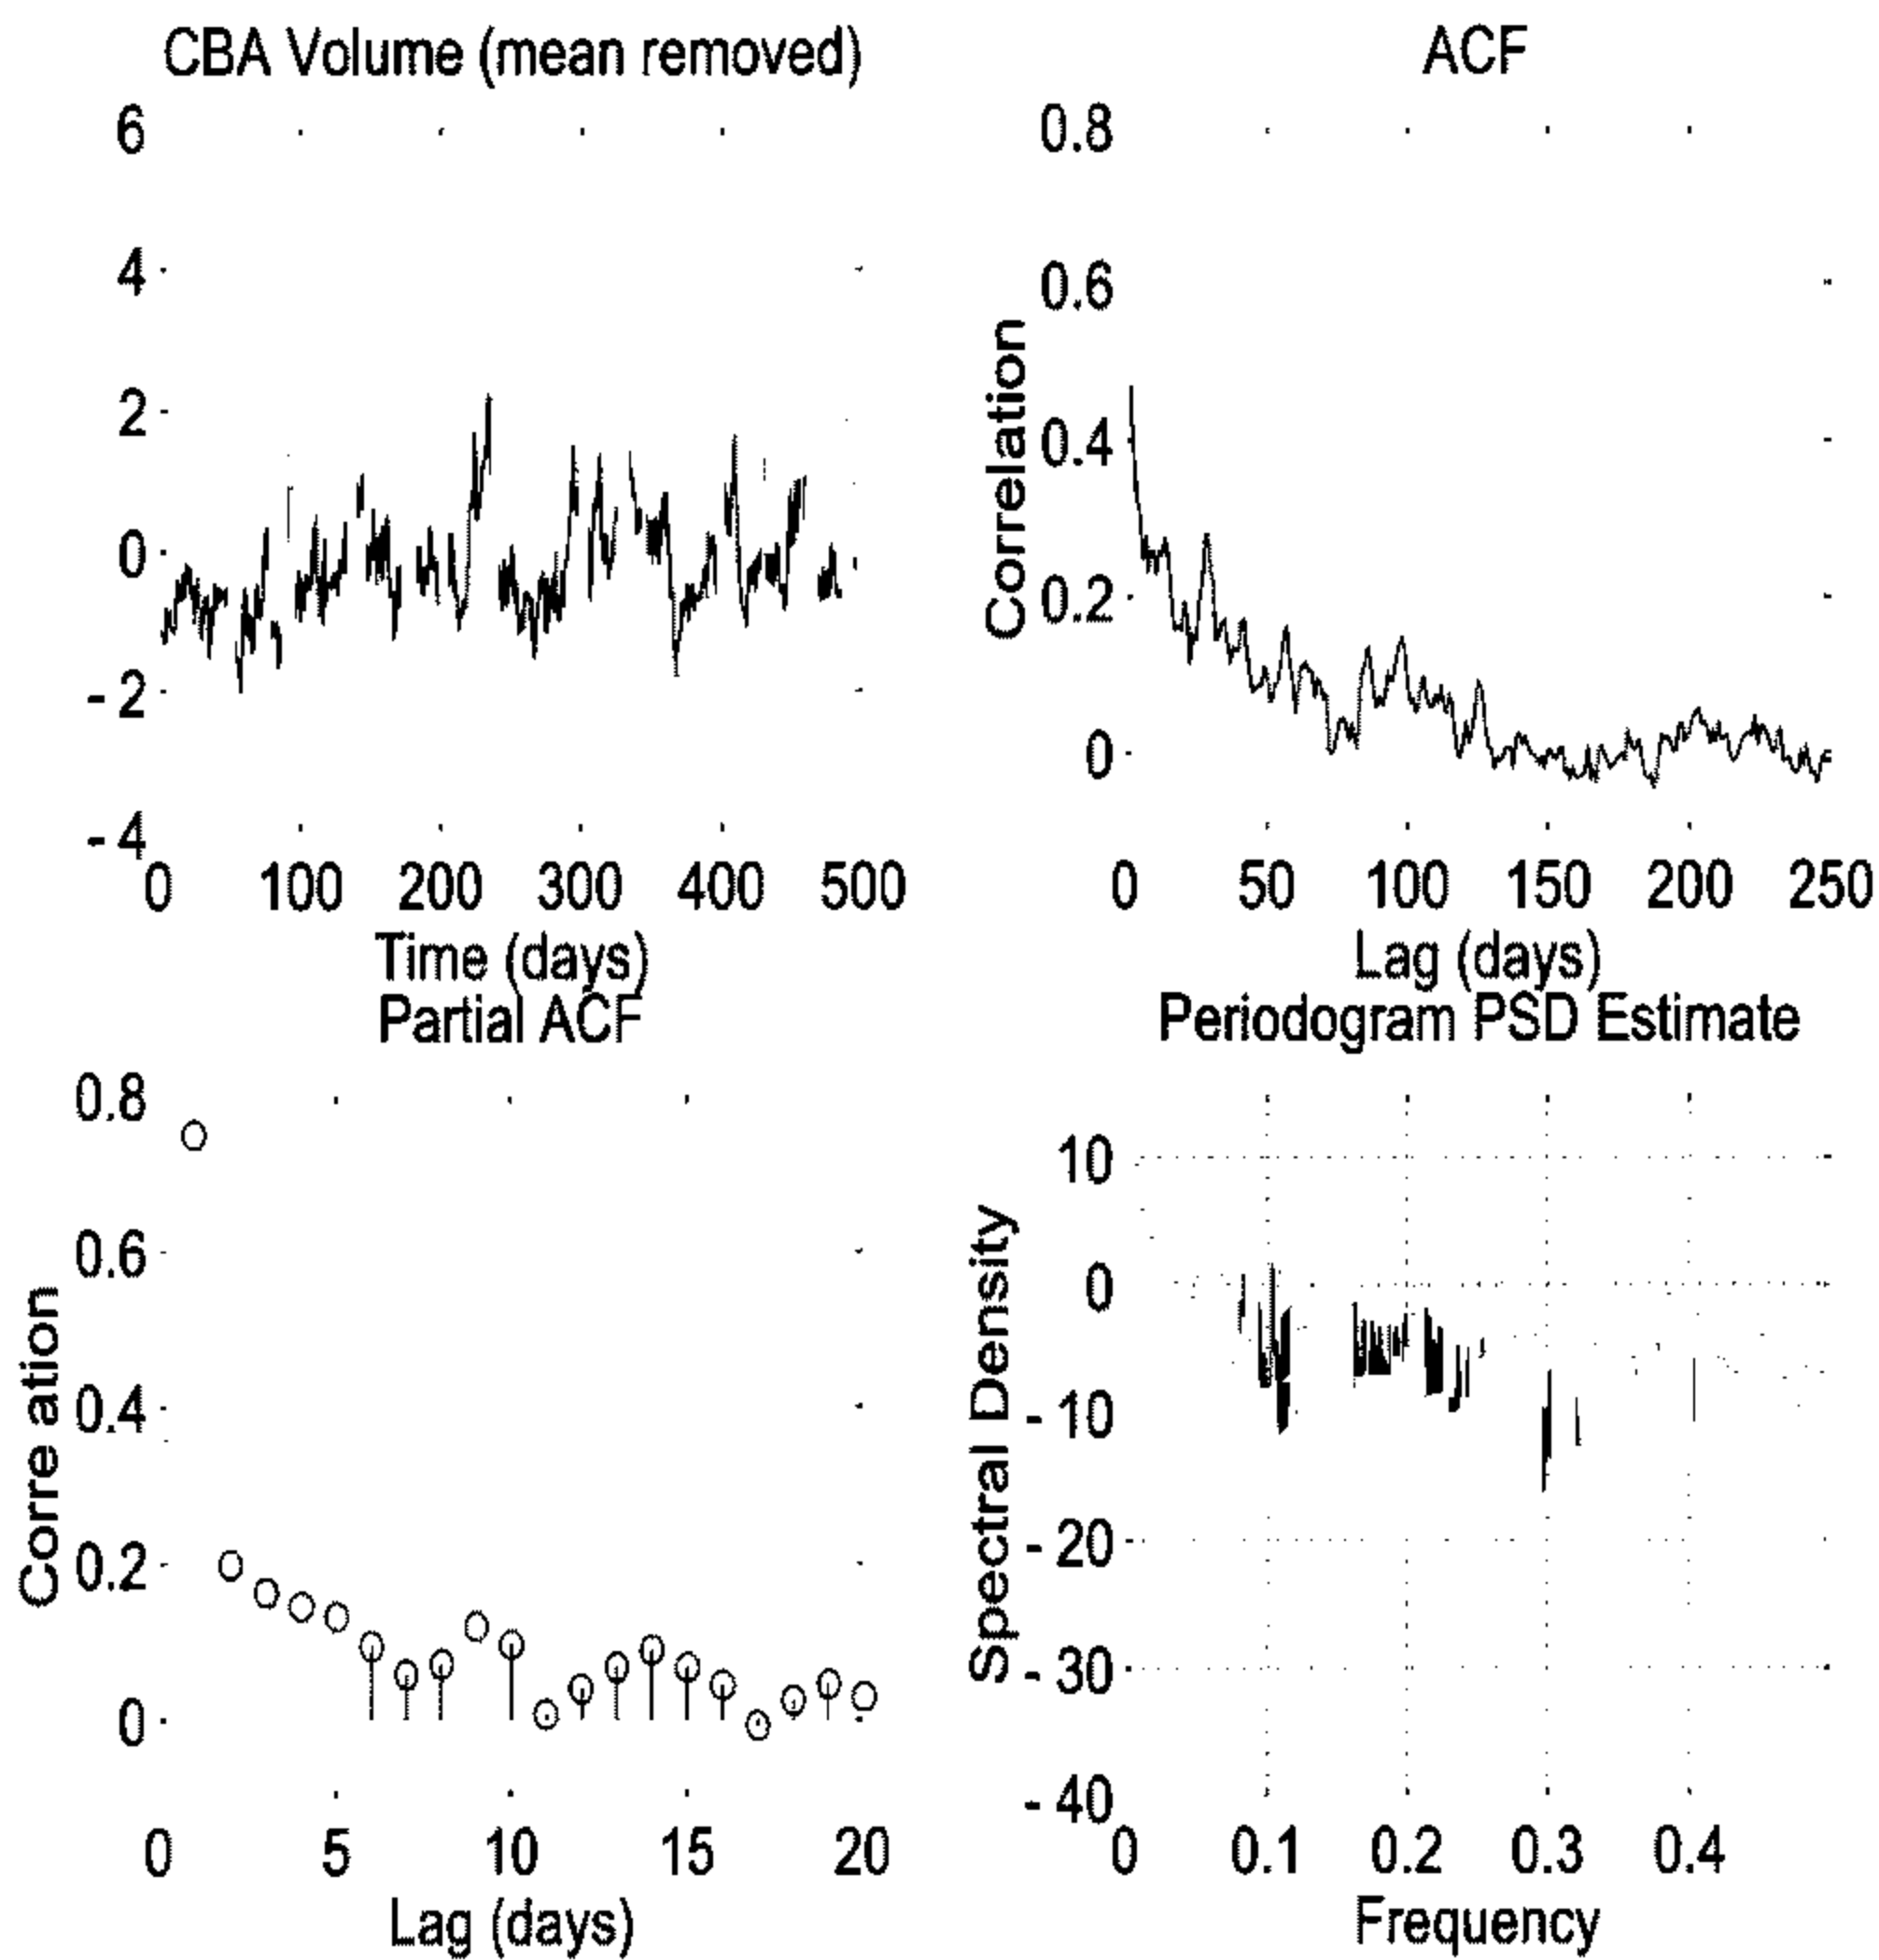 CBA Volume (mean removed)
6
4
2
0
- 2
- 4
0 100 200 300 400 500
Time (days)
ACF
0.8
0.6
0.4
0.2
0
Correlation
0 50 100 150 200 250
Lag (days)
Partial ACF
0.8
0.6
0.4
0.2
0
Corre ation
0 5 10 15 20
Lag (days)
Periodogram PSD Estimate
10
0
- 10
- 20
- 30
- 40
Spectral Density
0 0.1 0.2 0.3 0.4
Frequency